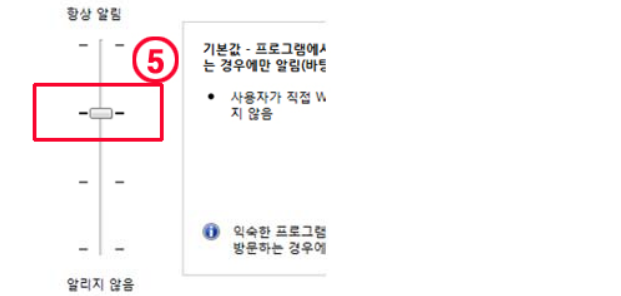 항상 알림
⑤
기본값 - 프로그램에서
는 경우에만 알림(바탕
• 사용자가 직접 W
지 않음
익숙한 프로그램
방문하는 경우에
알리지 않음